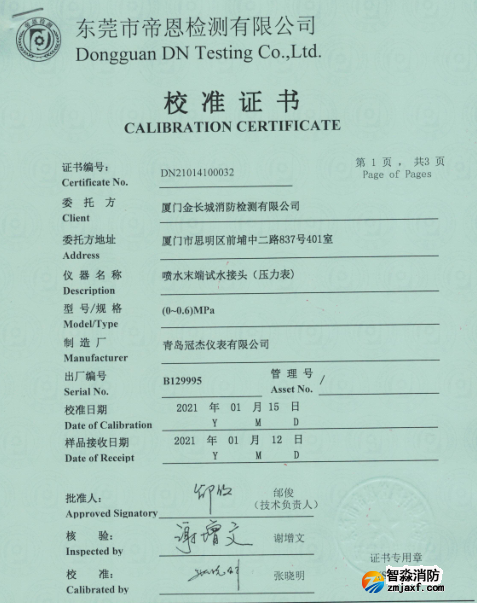 东莞市帝恩检测有限公司
Dongguan DN Testing Co.,Ltd.
校准证书
CALIBRATION CERTIFICATE
第 1 页， 共3 页
Page of Pages
证书编号: DN21014100032
Certificate No.
委托方 厦门金长城消防检测有限公司
Client
委托方地址 厦门市思明区前埔中二路837号401室
Address
仪器名称 喷水末端试水接头（压力表）
Description
型号/规格 (0~0.6)MPa
Model/Type
制造厂 青岛冠杰仪表有限公司
Manufacturer
出厂编号 B129995 管理号 /
Serial No. Asset No.
校准日期 2021 年 01 月 15 日
Date of Calibration Y M D
样品接收日期 2021 年 01 月 12 日
Date of Receipt Y M D
批准人: 邰俊
Approved Signatory (技术负责人)
核验: 谢增文 谢增文
Inspected by
校准: 张晓明
Calibrated by
证书专用章
智淼消防
www.zmjaxf.com